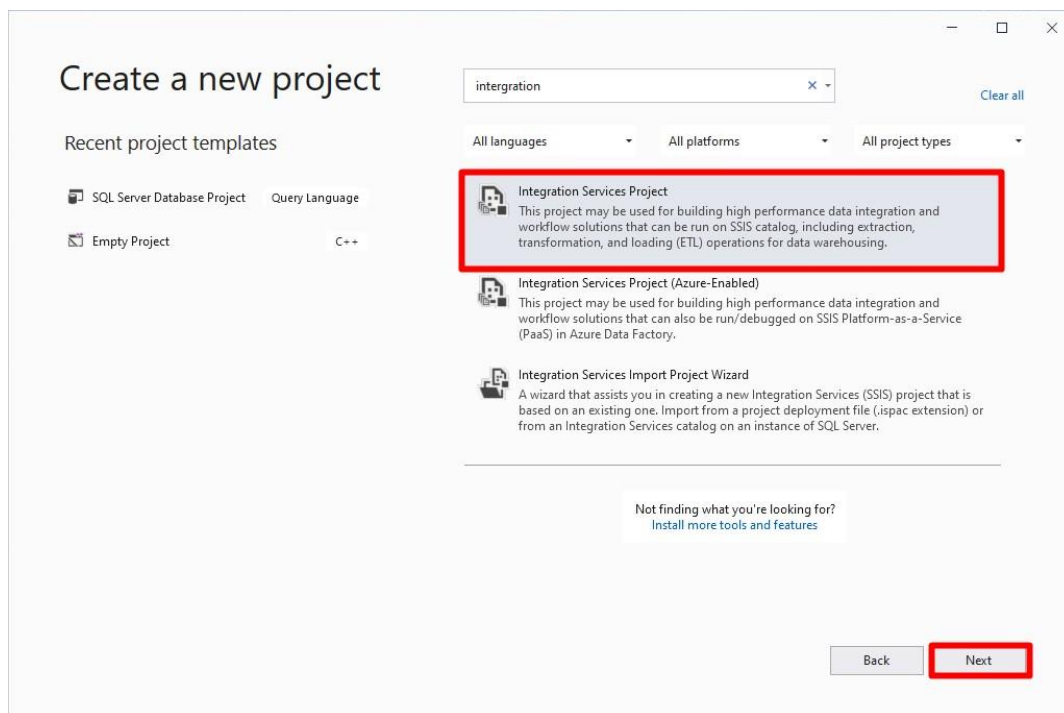 Create a new project
intergration
Clear all
Recent project templates
All languages
All platforms
All project types
SQL Server Database Project
Query Language
Empty Project
C++
Integration Services Project
This project may be used for building high performance data integration and
workflow solutions that can be run on SSIS catalog, including extraction,
transformation, and loading (ETL) operations for data warehousing.
Integration Services Project (Azure-Enabled)
This project may be used for building high performance data integration and
workflow solutions that can also be run/debugged on SSIS Platform-as-a-Service
(PaaS) in Azure Data Factory.
Integration Services Import Project Wizard
A wizard that assists you in creating a new Integration Services (SSIS) project that is
based on an existing one. Import from a project deployment file (.ispac extension) or
from an Integration Services catalog on an instance of SQL Server.
Not finding what you're looking for?
Install more tools and features
Back
Next